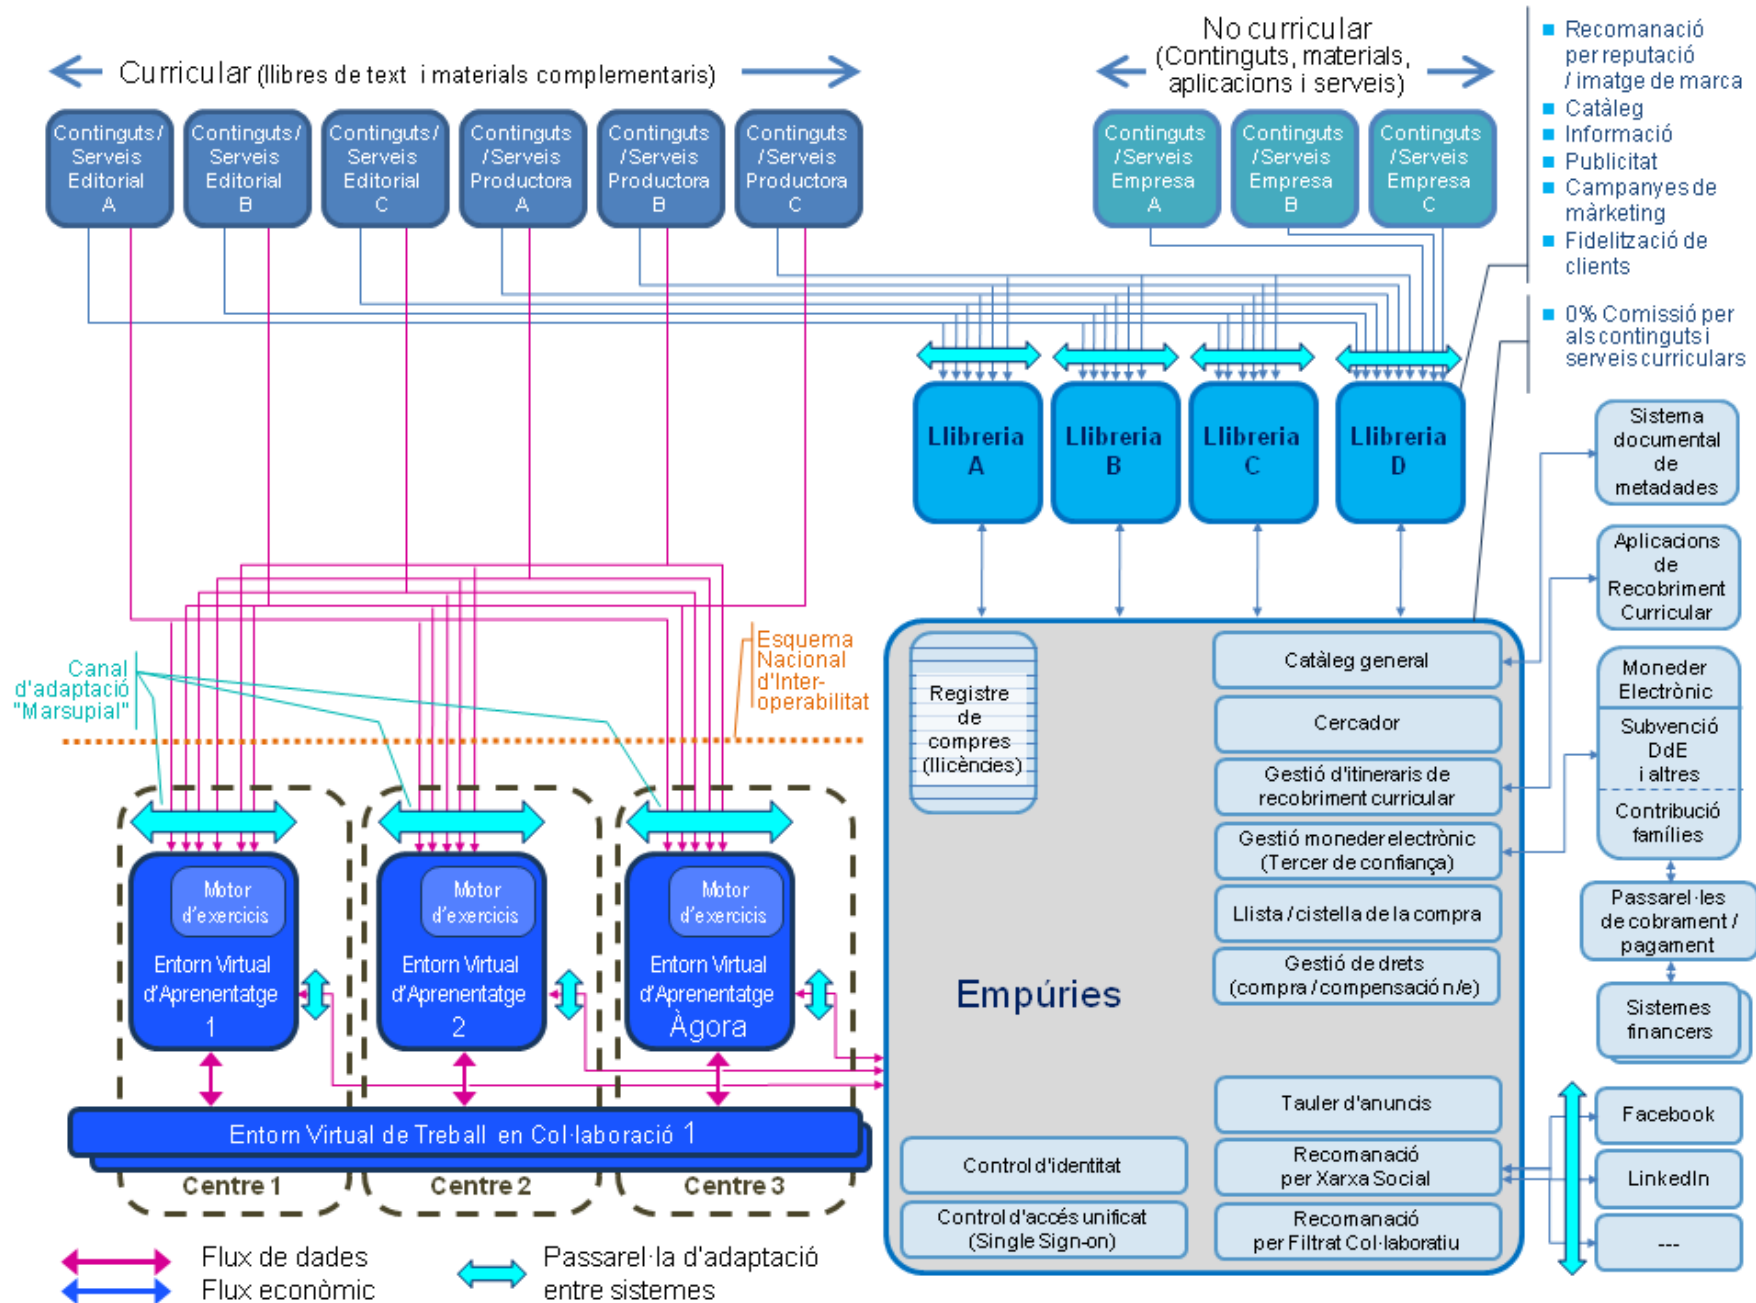 Curricular (llibres de text i materials complementaris)
No curricular
(Continguts, materials,
aplicacions i serveis)
Recomanació
per reputació
/ imatge de marca
Catàleg
Informació
Publicitat
Campanyes de
màrketing
Fidelització de
clients
0% Comissió per
als continguts i
serveis curriculars
Continguts /
Serveis
Editorial
A
Continguts /
Serveis
Editorial
B
Continguts /
Serveis
Editorial
C
Continguts
/Serveis
Productora
A
Continguts
/Serveis
Productora
B
Continguts
/Serveis
Productora
C
Continguts
/Serveis
Empresa
A
Continguts
/Serveis
Empresa
B
Continguts
/Serveis
Empresa
C
Llibreria
A
Llibreria
B
Llibreria
C
Llibreria
D
Sistema
documental
de
metadades
Aplicacions
de
Recobriment
Curricular
Moneder
Electrònic
Subvenció
DdE
i altres
Contribució
famílies
Passarel·les
de cobrament /
pagament
Sistemes
financers
Facebook
LinkedIn
---
Canal
d'adaptació
"Marsupial"
Esquema
Nacional
d'Inter-
operabilitat
Motor
d'exercicis
Entorn Virtual
d'Aprenentatge
1
Motor
d'exercicis
Entorn Virtual
d'Aprenentatge
2
Motor
d'exercicis
Entorn Virtual
d'Aprenentatge
Àgora
Entorn Virtual de Treball en Col·laboració 1
Centre 1
Centre 2
Centre 3
Registre
de
compres
(llicències)
Empúries
Catàleg general
Cercador
Gestió d'itineraris de
recobriment curricular
Gestió moneder electrònic
(Tercer de confiança)
Llista / cistella de la compra
Gestió de drets
(compra / compensació n/e)
Tauler d'anuncis
Recomanació
per Xarxa Social
Recomanació
per Filtrat Col·laboratiu
Control d'identitat
Control d'accés unificat
(Single Sign-on)
Flux de dades
Flux econòmic
Passarel·la d'adaptació
entre sistemes